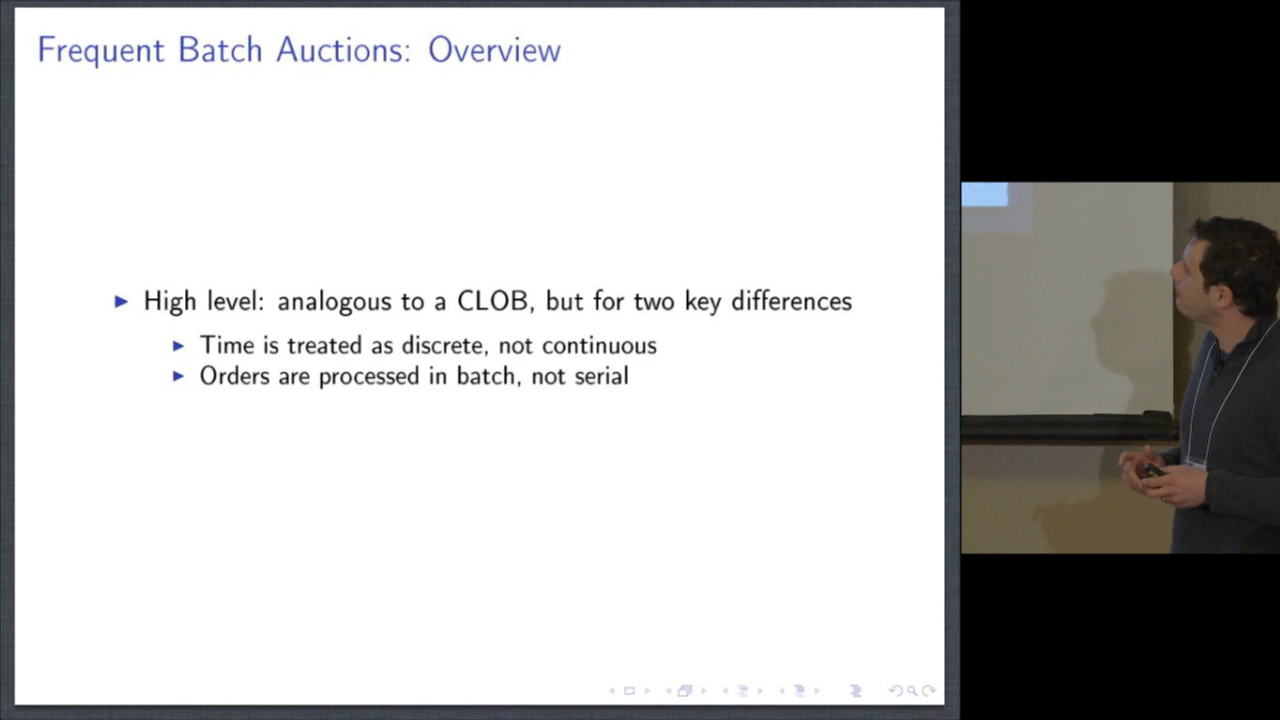 Frequent Batch Auctions: Overview
High level: analogous to a CLOB, but for two key differences
Time is treated as discrete, not continuous
Orders are processed in batch, not serial